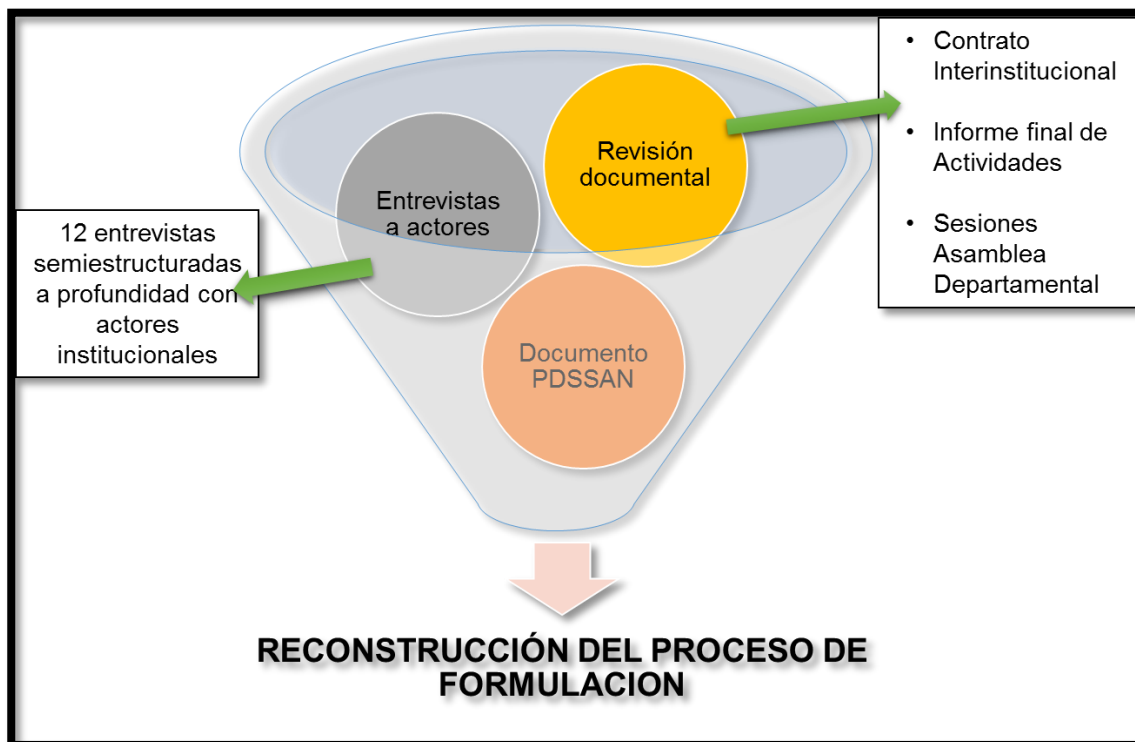 • Contrato
Interinstitucional
• Informe final de
Actividades
• Sesiones
Asamblea
Departamental
Revisión
documental
Entrevistas
a actores
12 entrevistas
semiestructuradas
a profundidad con
actores
institucionales
Documento
PDSSAN
RECONSTRUCCIÓN DEL PROCESO DE
FORMULACION